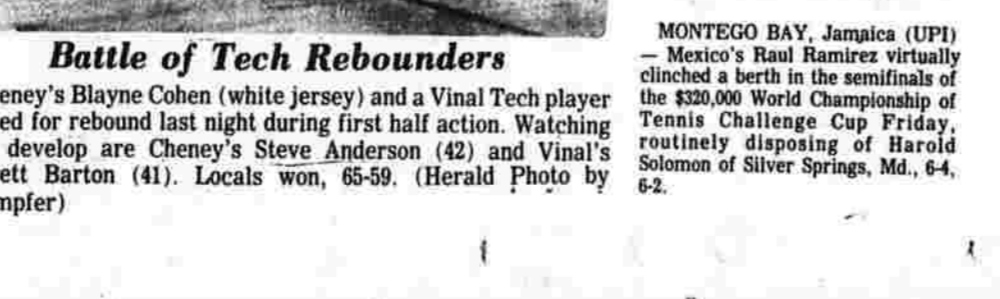 Battle of Tech Rebounders
eney's Blayne Cohen (white jersey) and a Vinal Tech player
ed for rebound last night during first half action. Watching
develop are Cheney's Steve Anderson (42) and Vinal's
ett Barton (41). Locals won, 65-59. (Herald Photo by
mpfer)
MONTEGO BAY, Jamaica (UPI)
— Mexico's Raul Ramirez virtually
clinched a berth in the semifinals of
the $320,000 World Championship of
Tennis Challenge Cup Friday,
routinely disposing of Harold
Solomon of Silver Springs, Md., 6-4,
6-2.